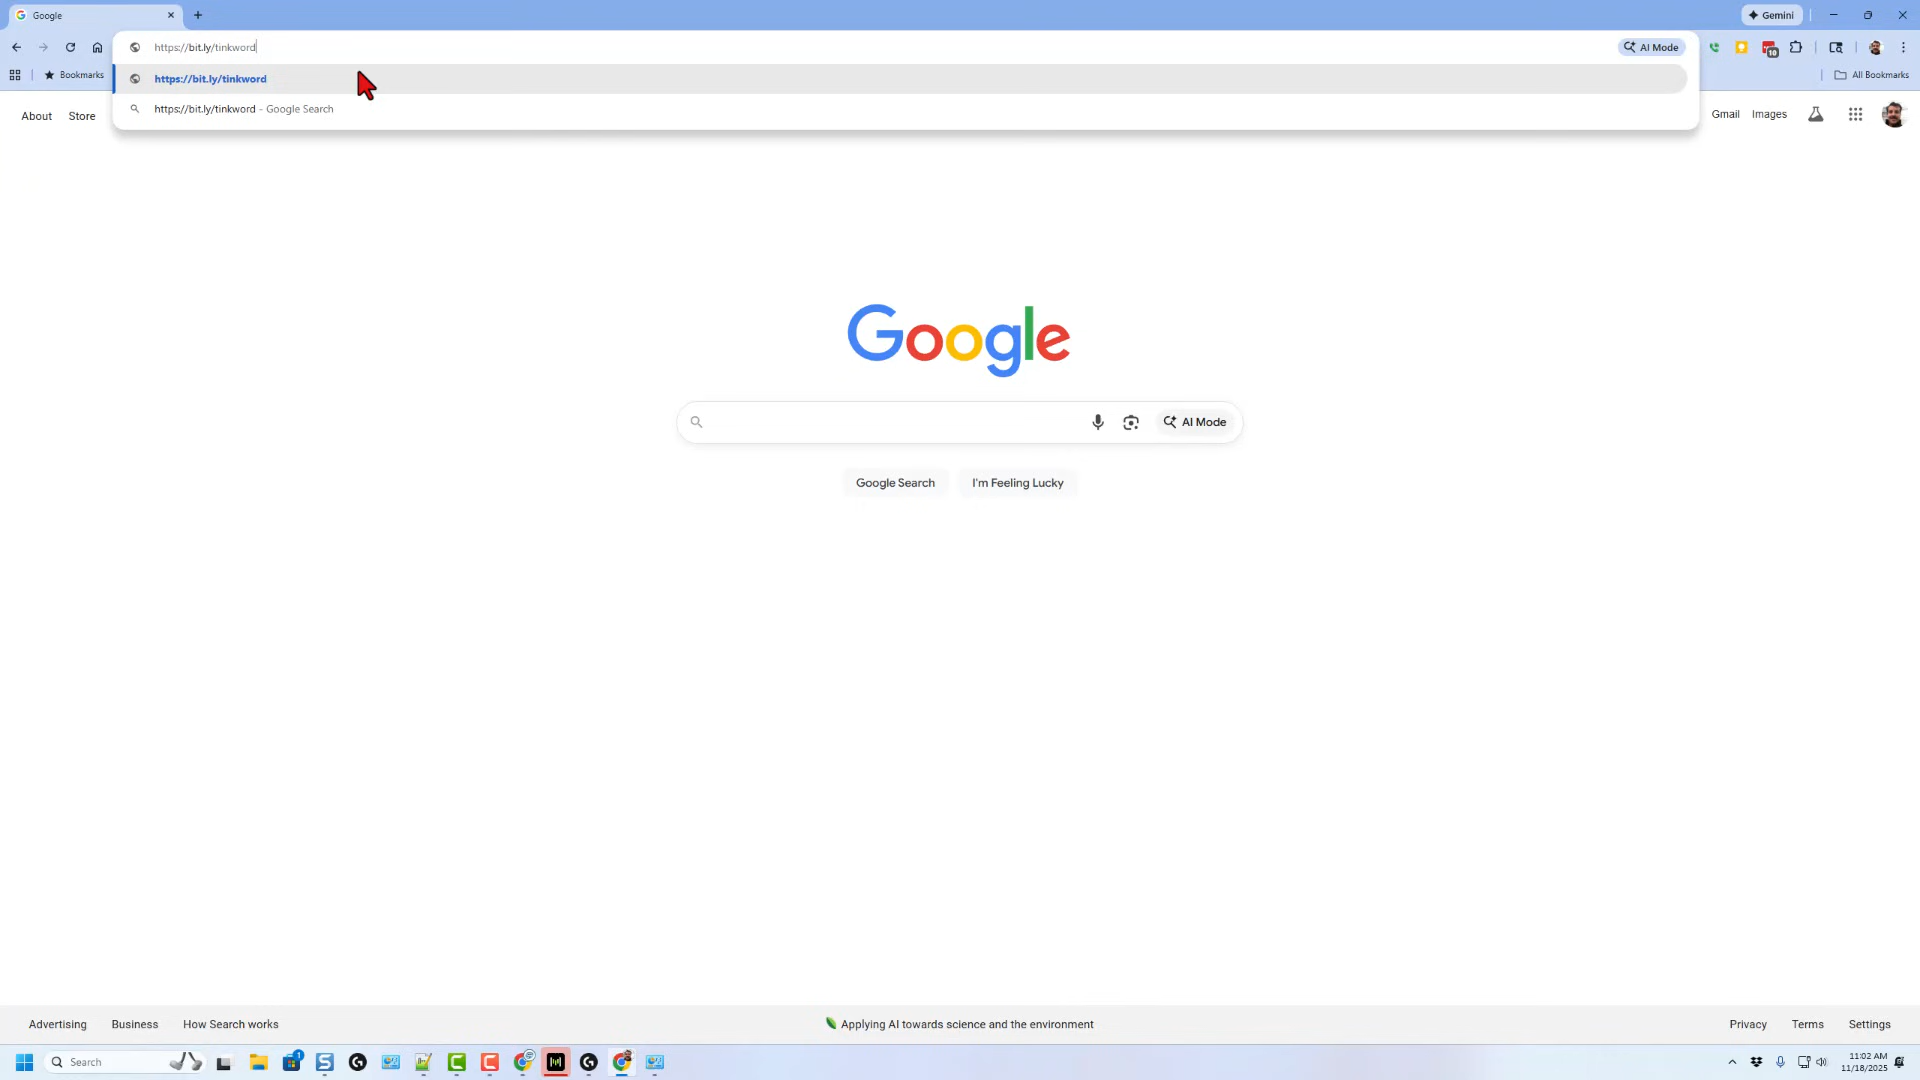 Google
Gemini
https://bit.ly/tinkword
AI Mode
10
Bookmarks
https://bit.ly/tinkword
All Bookmarks
https://bit.ly/tinkword - Google Search
About
Store
Gmail
Images
Google
AI Mode
Google Search
I'm Feeling Lucky
Advertising
Business
How Search works
Applying AI towards science and the environment
Privacy
Terms
Settings
Search
1
11:02 AM
11/18/2025